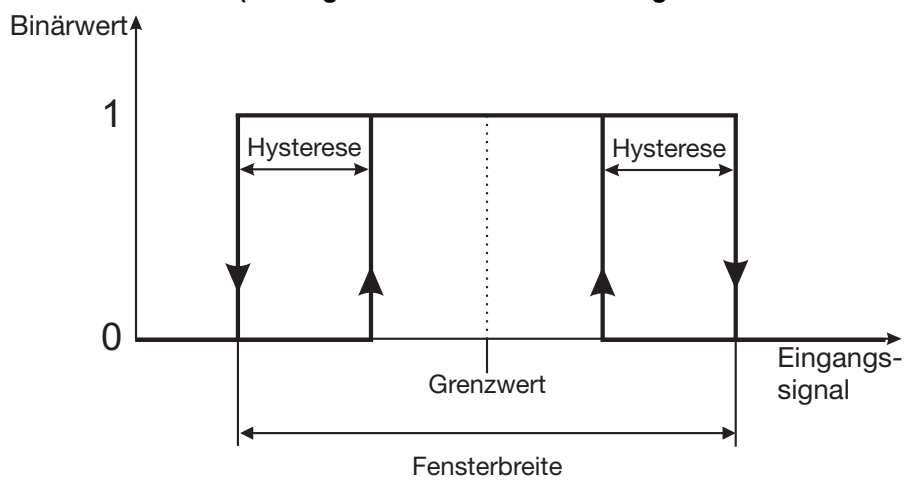 Binärwert
1
Hysterese
Hysterese
0
Eingangs-
signal
Grenzwert
Fensterbreite